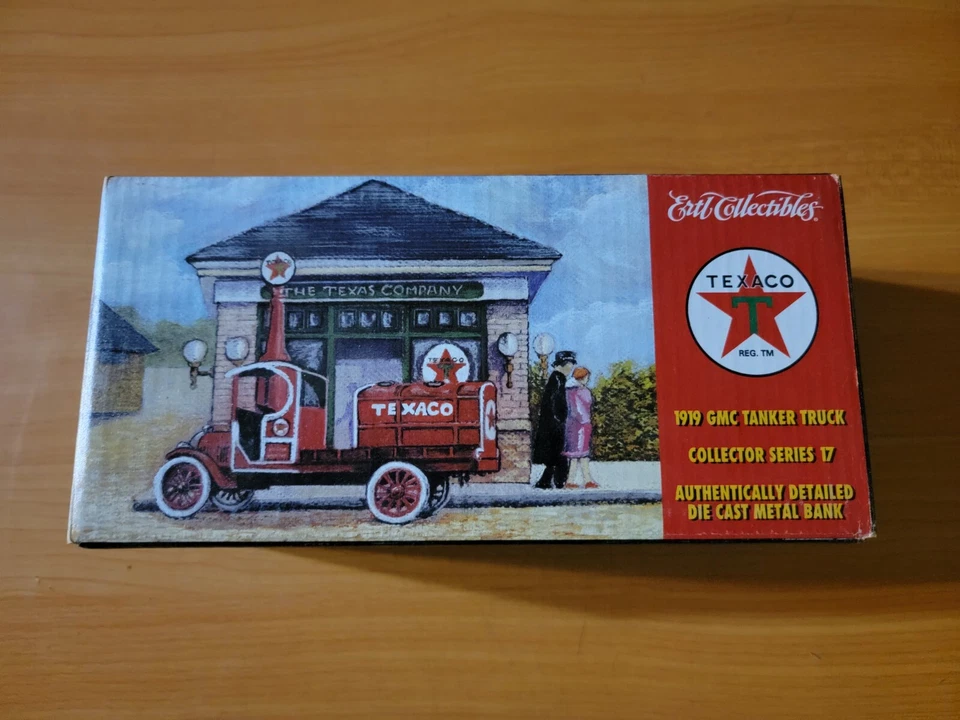 THE TEXAS COMPANY
TEXACO
TEXACO
Ertl Collectibles
TEXACO
T
REG. TM
1919 GMC TANKER TRUCK
COLLECTOR SERIES 17
AUTHENTICALLY DETAILED
DIE CAST METAL BANK